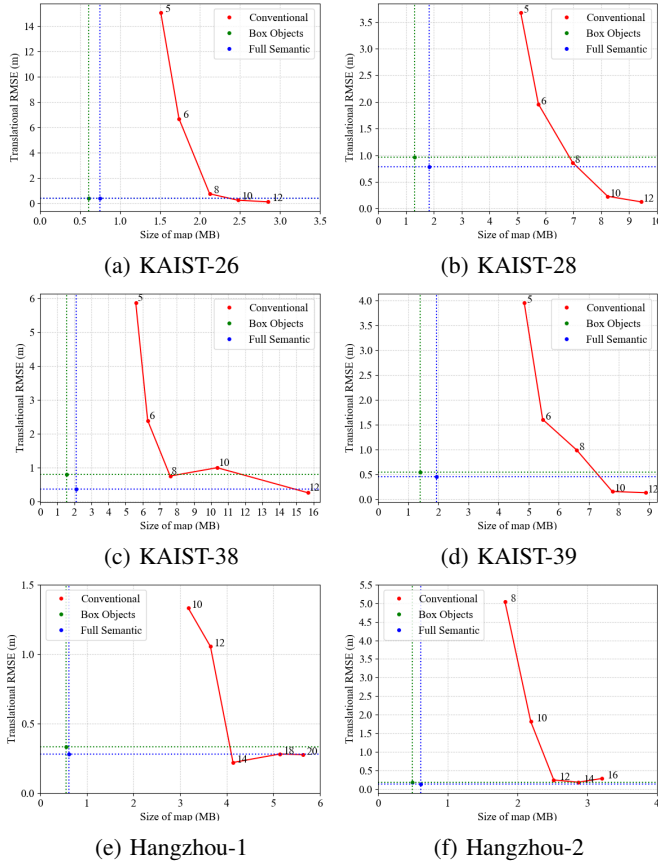 5
14
Conventional
12
Box Objects
Full Semantic
10
8
6
6
4
2
8
10
12
0
0.0 0.5 1.0 1.5 2.0 2.5 3.0 3.5
Translational RMSE (m)
Size of map (MB)
(a) KAIST-26
5
3.5
Conventional
3.0
Box Objects
Full Semantic
2.5
2.0
6
1.5
1.0
8
0.5
10
12
0.0
0 1 2 3 4 5 6 7 8 9 10
Translational RMSE (m)
Size of map (MB)
(b) KAIST-28
6
5
Conventional
5
Box Objects
Full Semantic
4
3
6
2
1
8
10
12
0
0 1 2 3 4 5 6 7 8 9 10 11 12 13 14 15 16
Translational RMSE (m)
Size of map (MB)
(c) KAIST-38
4.0
5
Conventional
3.5
Box Objects
Full Semantic
3.0
2.5
2.0
6
1.5
1.0
8
0.5
10
12
0.0
0 1 2 3 4 5 6 7 8 9
Translational RMSE (m)
Size of map (MB)
(d) KAIST-39
1.5
Conventional
Box Objects
Full Semantic
10
12
1.0
0.5
14
18
20
0.0
0 1 2 3 4 5 6
Translational RMSE (m)
Size of map (MB)
(e) Hangzhou-1
5.5
Conventional
5.0
8
Box Objects
4.5
Full Semantic
4.0
3.5
3.0
2.5
2.0
10
1.5
1.0
0.5
12
14
16
0.0
0 1 2 3 4
Translational RMSE (m)
Size of map (MB)
(f) Hangzhou-2